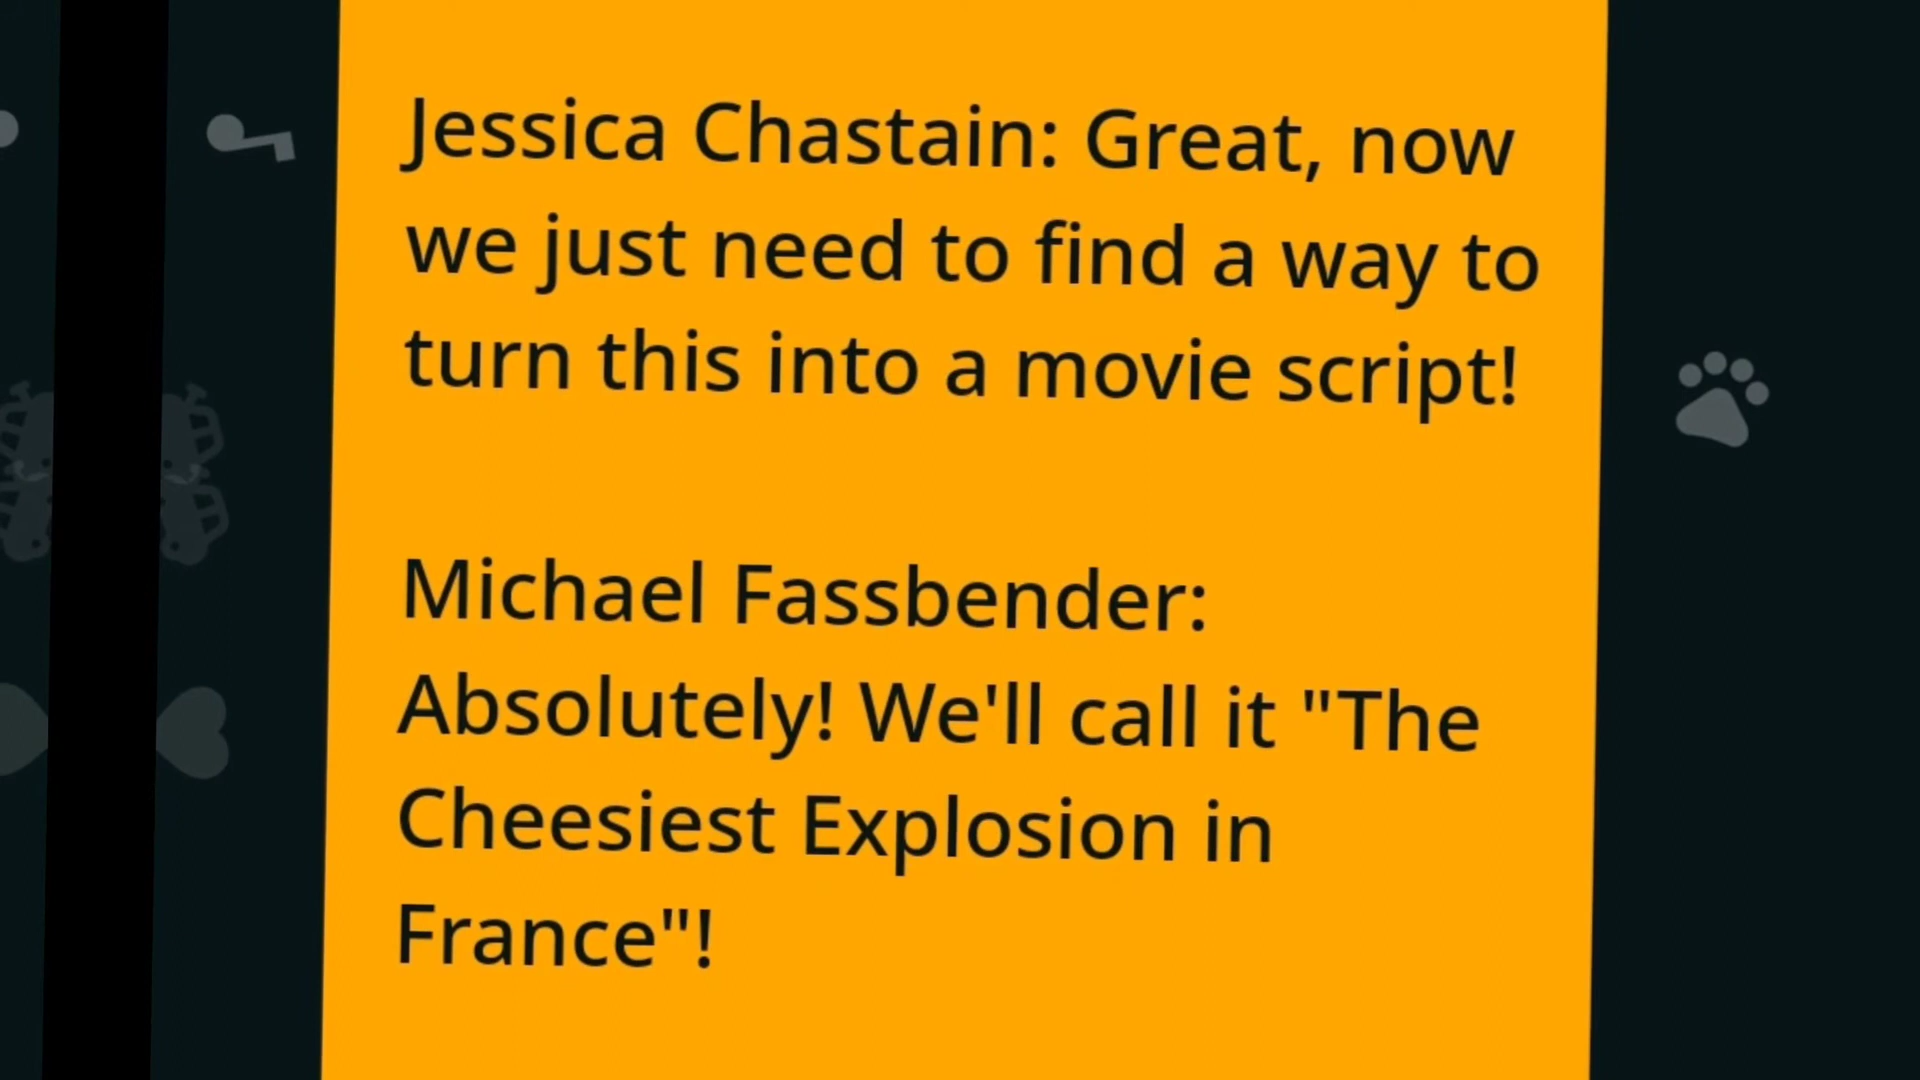 Jessica Chastain: Great, now
we just need to find a way to
turn this into a movie script!
Michael Fassbender:
Absolutely! We'll call it "The
Cheesiest Explosion in
France"!